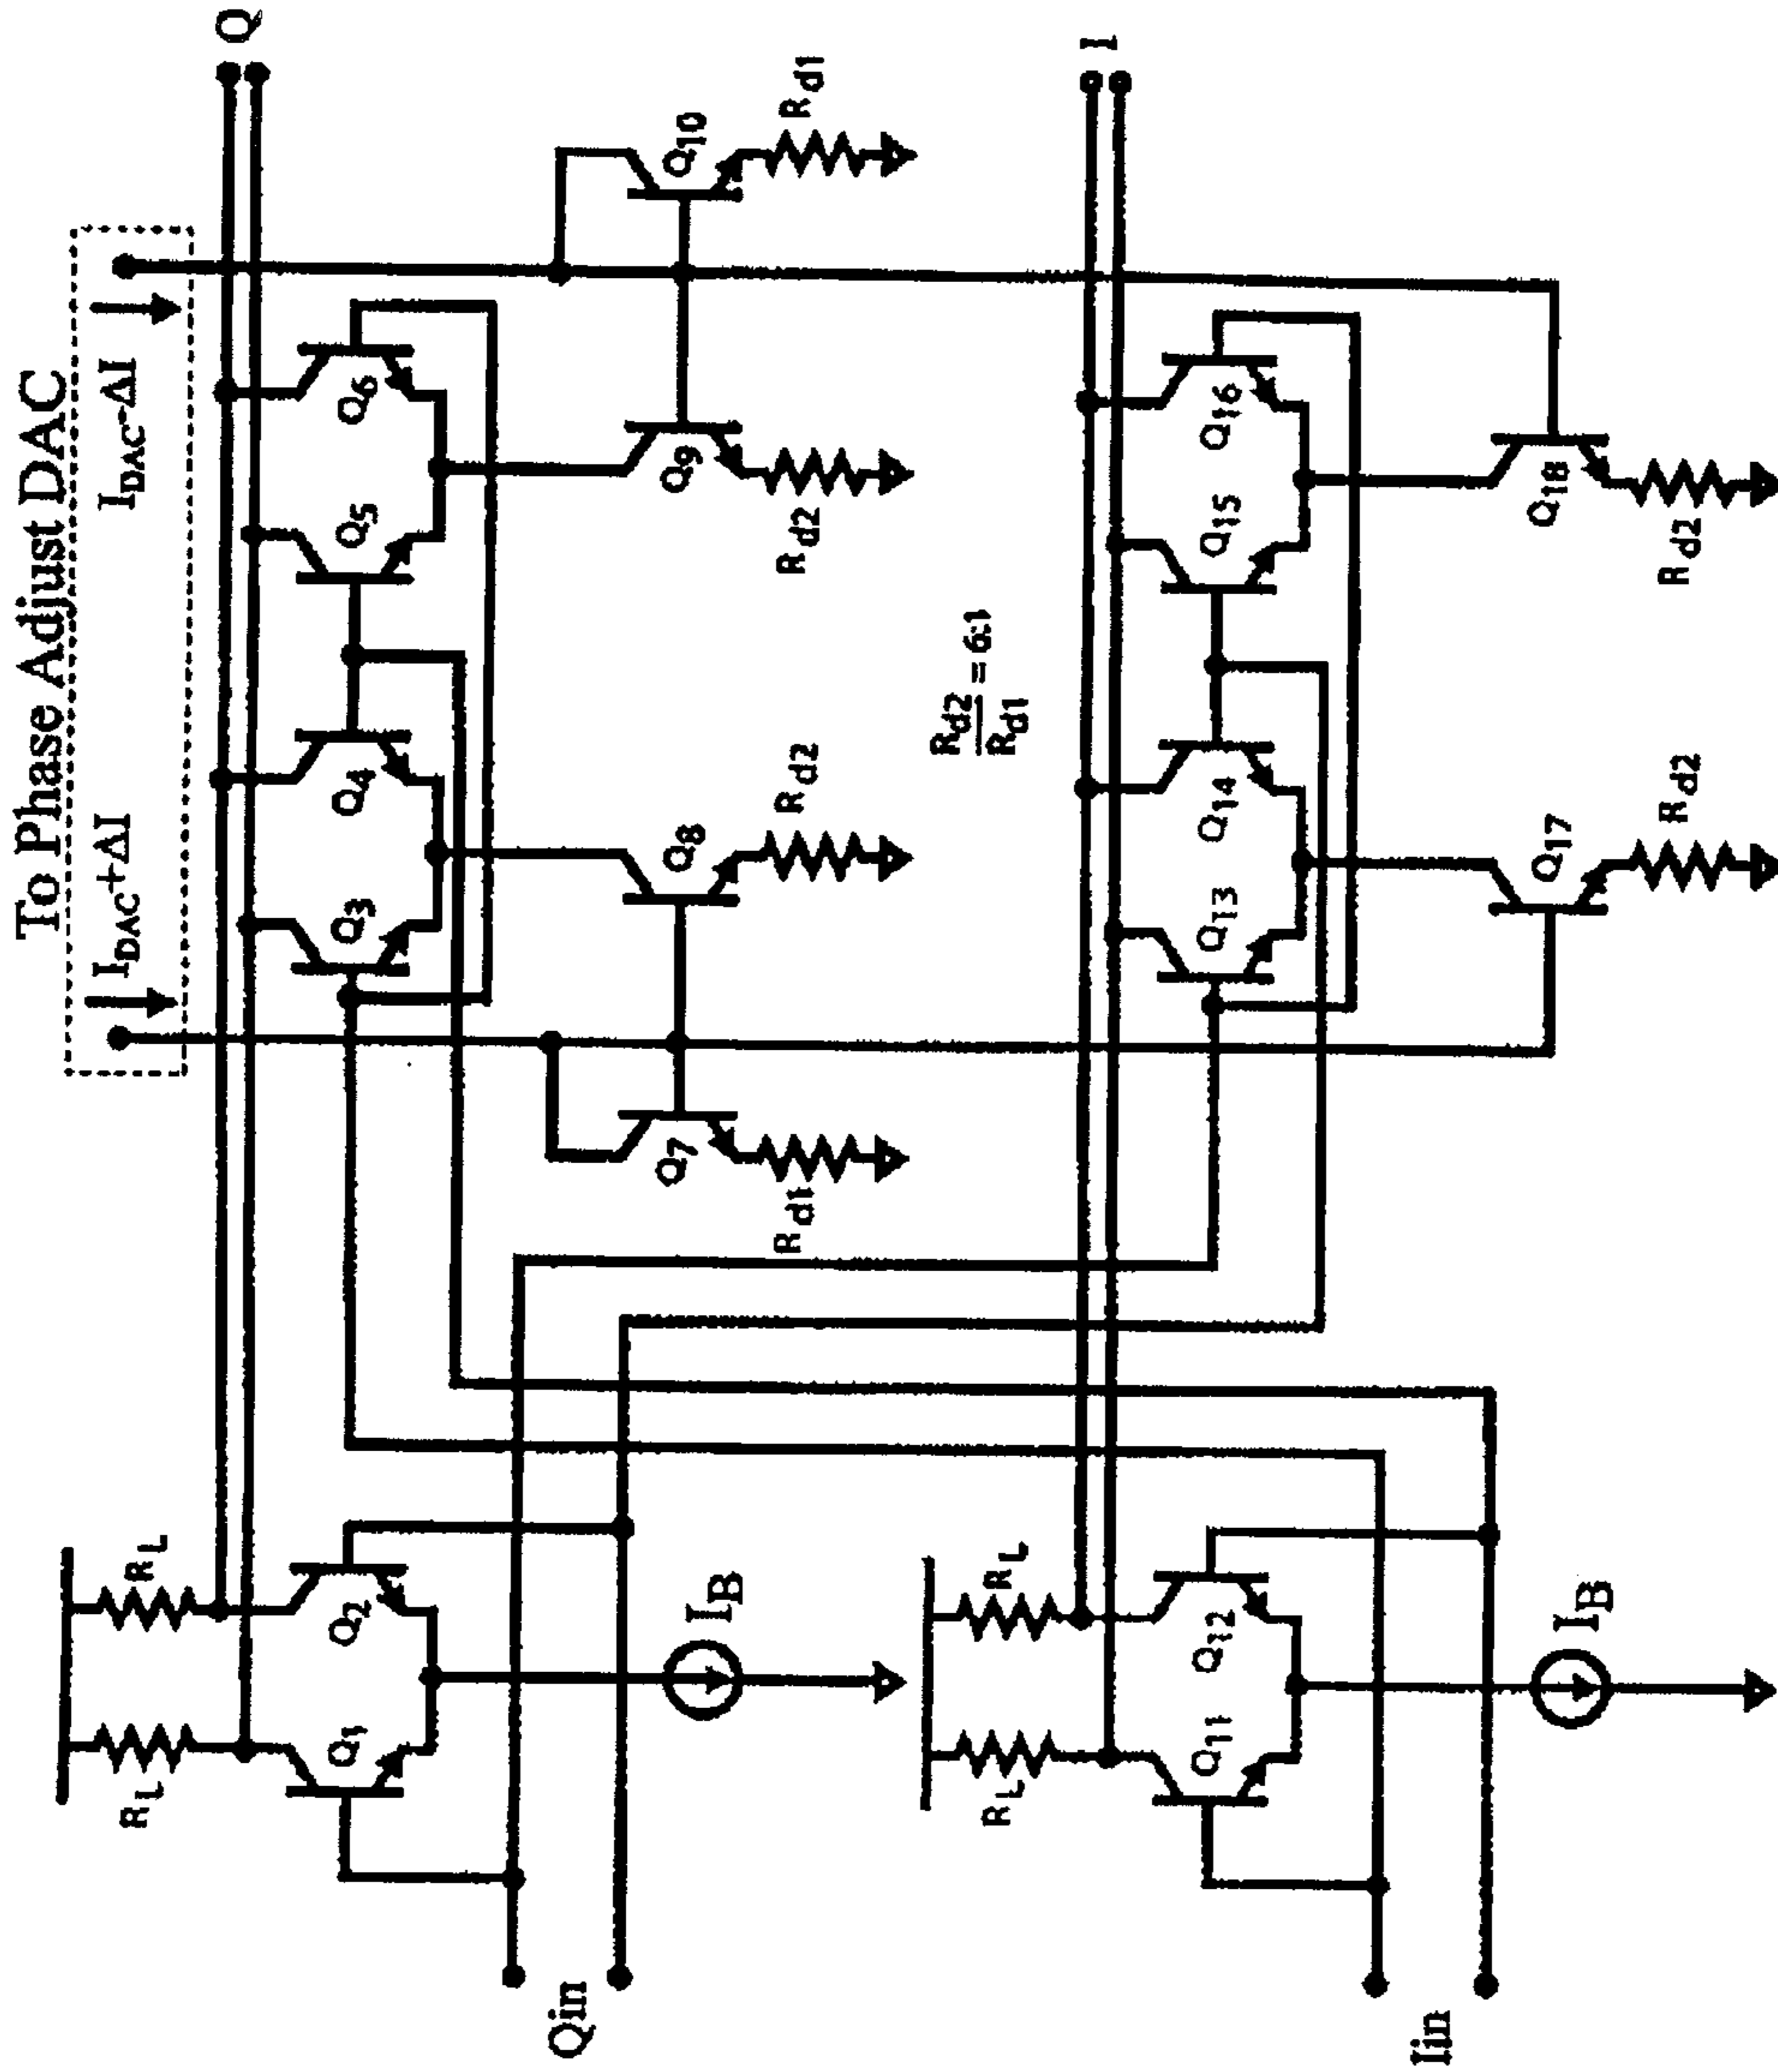 To Phase Adjust DAC
I_DAC+ΔI
I_DAC-ΔI
Q
R_L
R_L
Q1
Q2
Q3
Q4
Q5
Q6
I_B
Q7
Q8
Q9
Q10
R_d1
R_d2
R_d2
R_d1
Qin
R_d2/R_d1 = 6:1
I
R_L
R_L
Q11
Q12
Q13
Q14
Q15
Q16
I_B
Q17
Q18
R_d2
R_d2
Iin